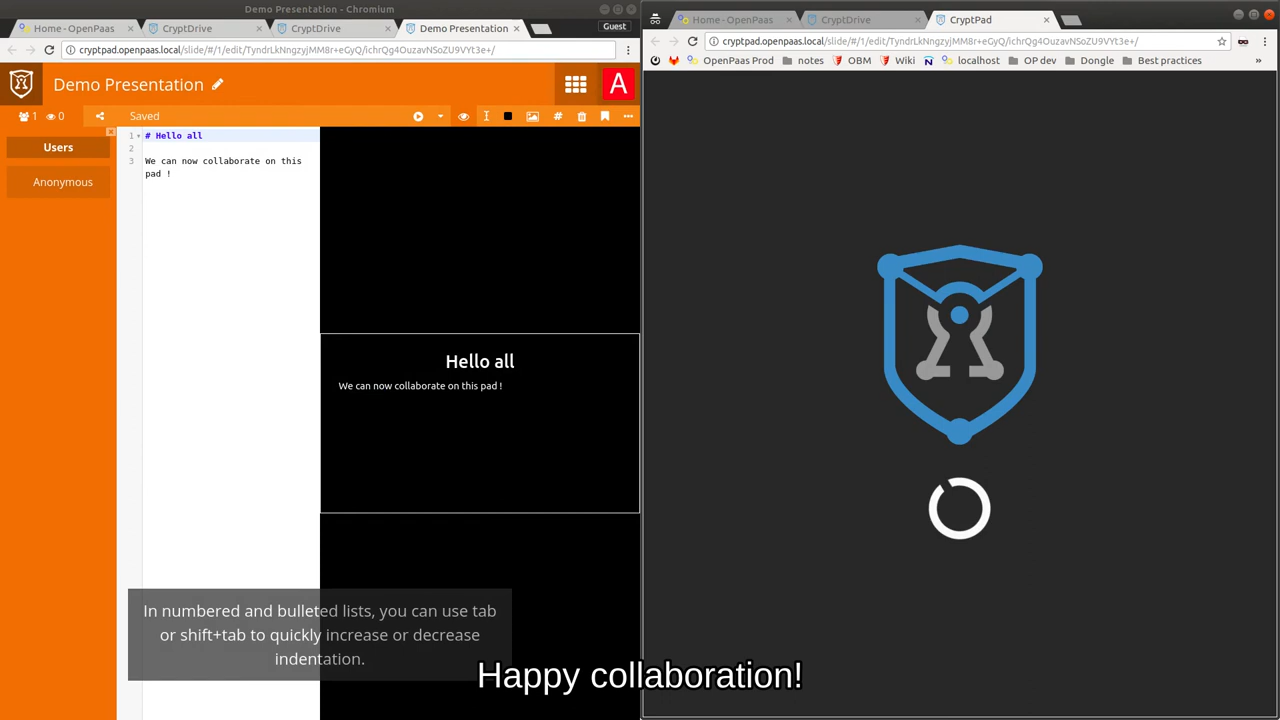 Demo Presentation - Chromium
Home - OpenPaas
CryptDrive
CryptDrive
Demo Presentation
Guest
cryptpad.openpaas.local/slide/#/1/edit/TyndrLkNngzyjMM8r+eGyQ/ichrQg4OuzavNSoZU9VYt3e+/
Demo Presentation
A
1
0
Saved
Users
Anonymous
1
# Hello all
2
3
We can now collaborate on this
pad !
Hello all
We can now collaborate on this pad !
In numbered and bulleted lists, you can use tab
or shift+tab to quickly increase or decrease
indentation.
Home - OpenPaas
CryptDrive
CryptPad
cryptpad.openpaas.local/slide/#/1/edit/TyndrLkNngzyjMM8r+eGyQ/ichrQg4OuzavNSoZU9VYt3e+/
OpenPaas Prod
notes
OBM
Wiki
localhost
OP dev
Dongle
Best practices
»
Happy collaboration!